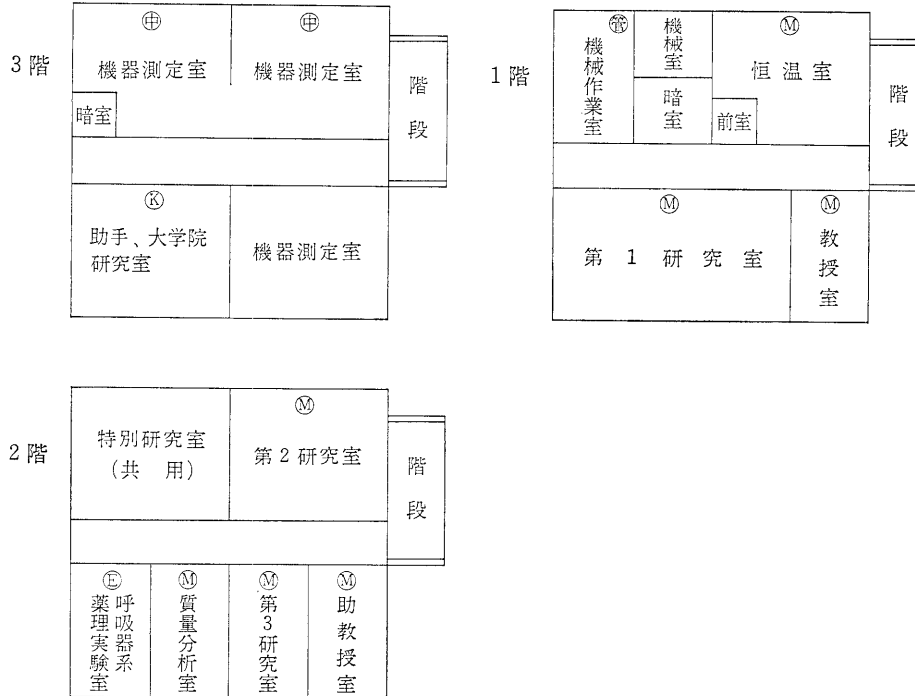 3階
㊥
機器測定室
㊥
機器測定室
暗室
階段
Ⓚ
助手、大学院
研究室
機器測定室
1階
㊬
機械作業室
機械室
暗室
Ⓜ
恒温室
前室
階段
Ⓜ
第1研究室
Ⓜ
教授室
2階
特別研究室
(共用)
Ⓜ
第2研究室
階段
Ⓔ
呼吸器系
薬理実験室
Ⓜ
質量分析室
Ⓜ
第3研究室
Ⓜ
助教授室